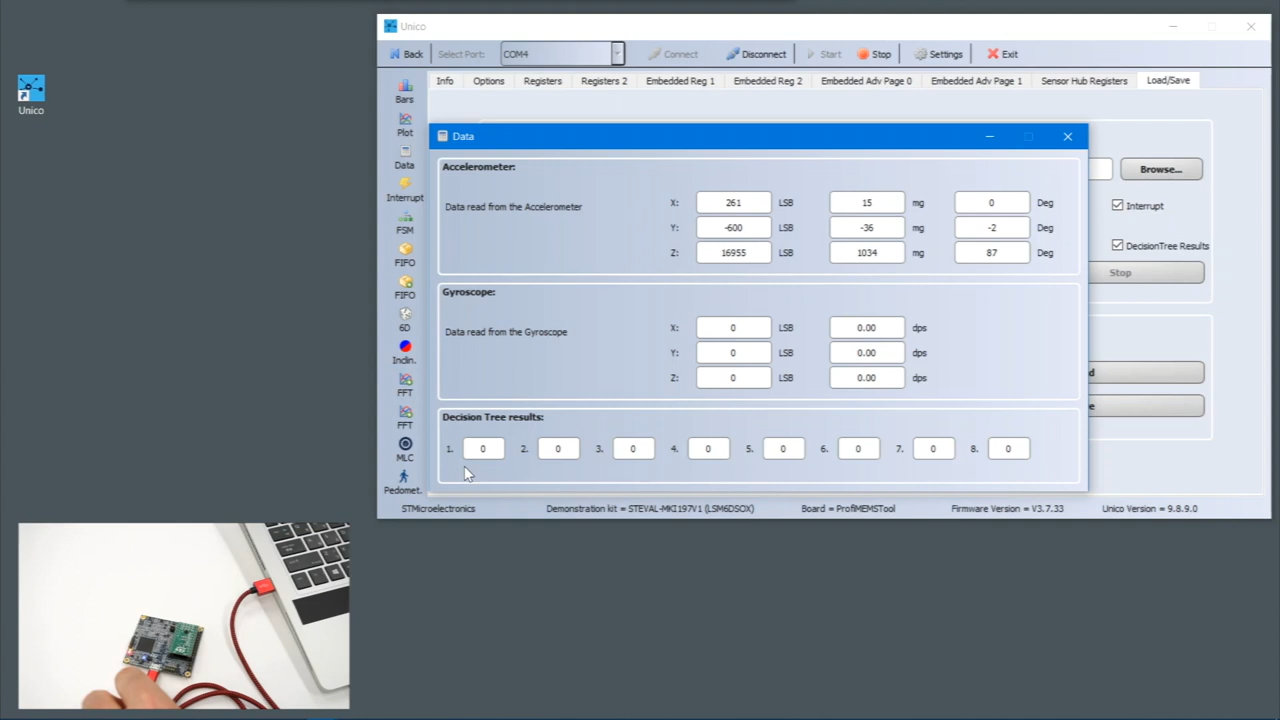 Unico
Unico
Back
Select Port:
COM4
Connect
Disconnect
Start
Stop
Settings
Exit
Info
Options
Registers
Registers 2
Embedded Reg 1
Embedded Reg 2
Embedded Adv Page 0
Embedded Adv Page 1
Sensor Hub Registers
Load/Save
Bars
Plot
Data
Interrupt
FSM
FIFO
FIFO
6D
Inclin.
FFT
FFT
MLC
Pedomet.
Data
Accelerometer:
Data read from the Accelerometer
X: 261 LSB 15 mg 0 Deg
Y: -600 LSB -36 mg -2 Deg
Z: 16955 LSB 1034 mg 87 Deg
Gyroscope:
Data read from the Gyroscope
X: 0 LSB 0.00 dps
Y: 0 LSB 0.00 dps
Z: 0 LSB 0.00 dps
Decision Tree results:
1. 0 2. 0 3. 0 4. 0 5. 0 6. 0 7. 0 8. 0
Browse...
Interrupt
DecisionTree Results
Stop
d
e
STMicroelectronics
Demonstration kit = STEVAL-MKI197V1 (LSM6DSOX)
Board = ProfiMEMSTool
Firmware Version = V3.7.33
Unico Version = 9.8.9.0